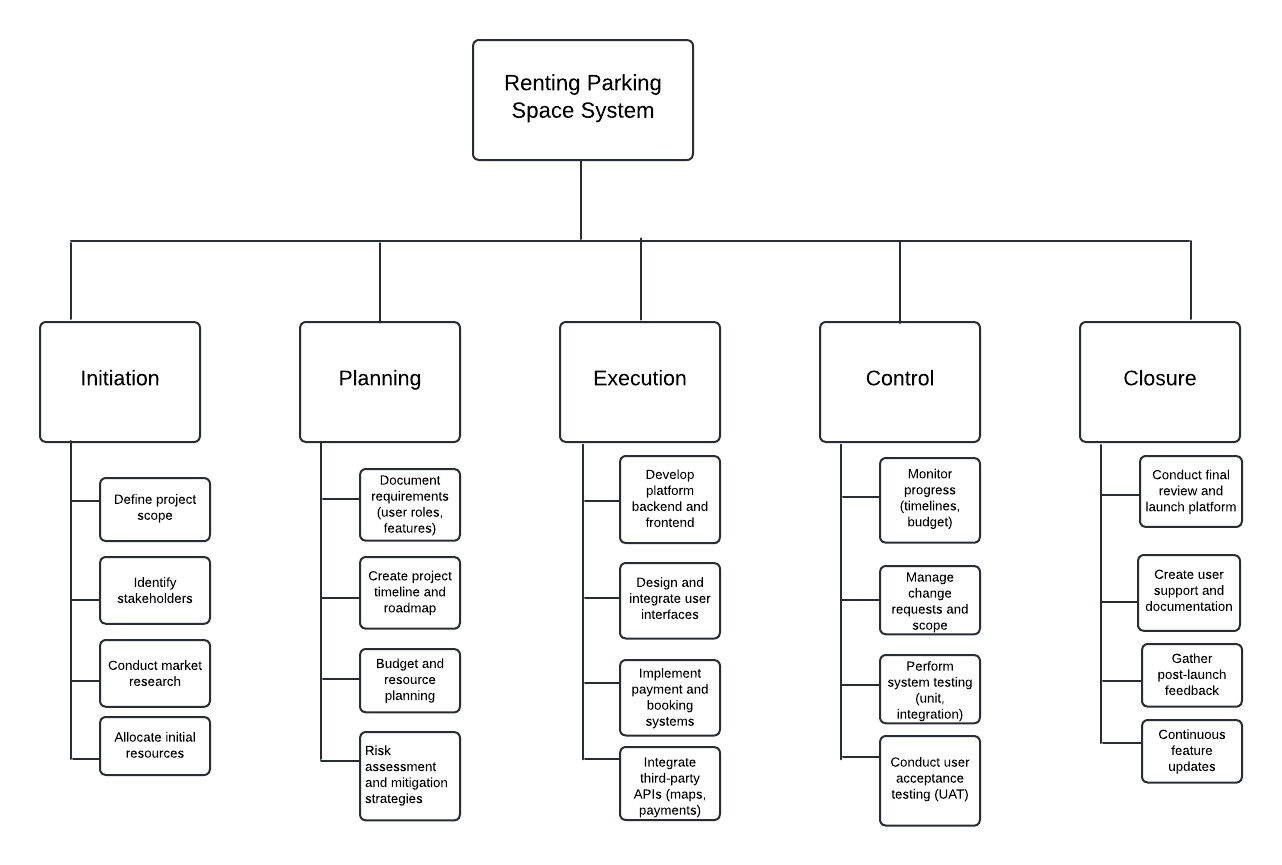 Renting Parking
Space System
Initiation
Planning
Execution
Control
Closure
Define project
scope
Identify
stakeholders
Conduct market
research
Allocate initial
resources
Document
requirements
(user roles,
features)
Create project
timeline and
roadmap
Budget and
resource
planning
Risk
assessment
and mitigation
strategies
Develop
platform
backend and
frontend
Design and
integrate user
interfaces
Implement
payment and
booking
systems
Integrate
third-party
APIs (maps,
payments)
Monitor
progress
(timelines,
budget)
Manage
change
requests and
scope
Perform
system testing
(unit,
integration)
Conduct user
acceptance
testing (UAT)
Conduct final
review and
launch platform
Create user
support and
documentation
Gather
post-launch
feedback
Continuous
feature
updates